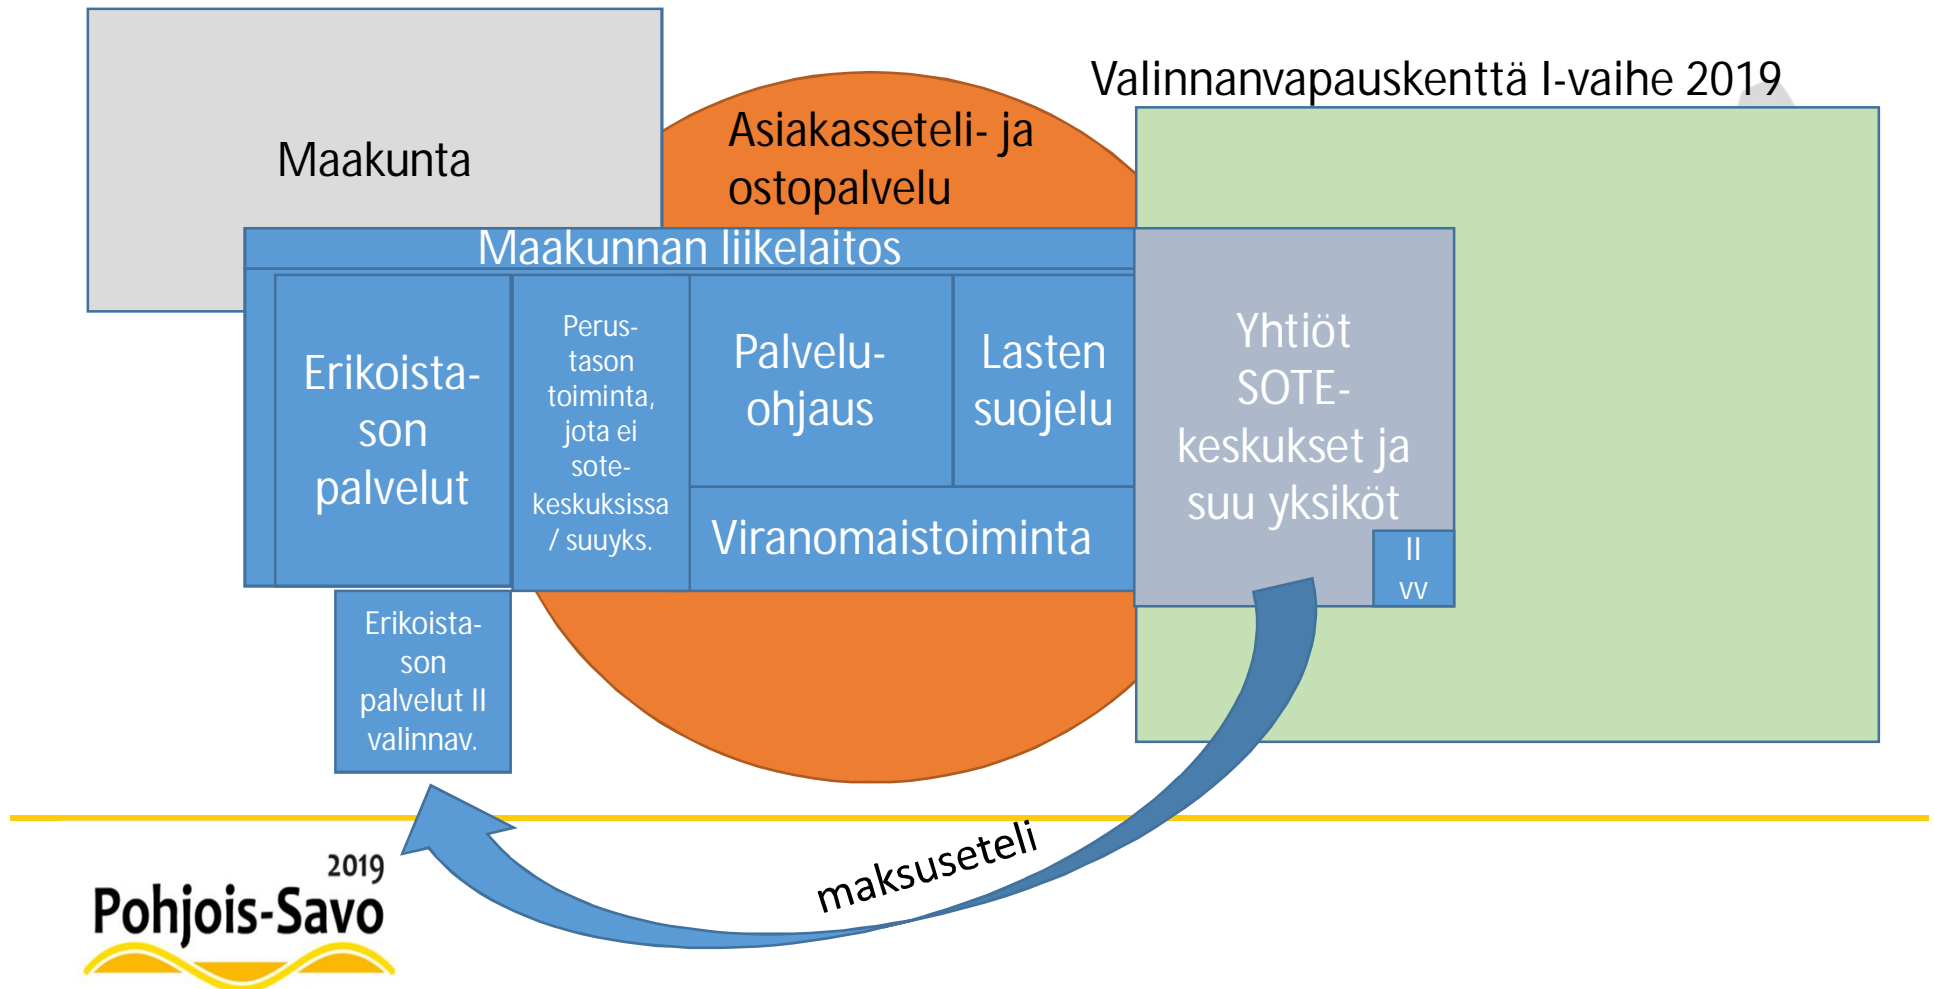 Valinnanvapauskenttä I-vaihe 2019
Maakunta
Asiakasseteli- ja
ostopalvelu
Maakunnan liikelaitos
Erikoista-
son
palvelut
Perus-
tason
toiminta,
jota ei
sote-
keskuksissa
/ suuyks.
Palvelu-
ohjaus
Lasten
suojelu
Viranomaistoiminta
Yhtiöt
SOTE-
keskukset ja
suu yksiköt
II
vv
Erikoista-
son
palvelut II
valinnav.
maksuseteli
2019
Pohjois-Savo